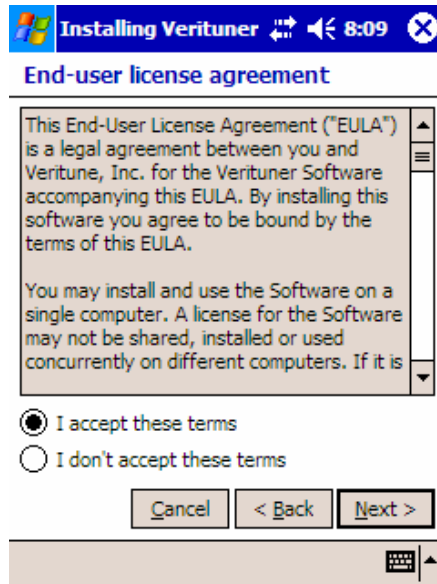 Installing Verituner 8:09
End-user license agreement
This End-User License Agreement ("EULA")
is a legal agreement between you and
Veritune, Inc. for the Verituner Software
accompanying this EULA. By installing this
software you agree to be bound by the
terms of this EULA.
You may install and use the Software on a
single computer. A license for the Software
may not be shared, installed or used
concurrently on different computers. If it is
I accept these terms
I don't accept these terms
Cancel < Back Next >